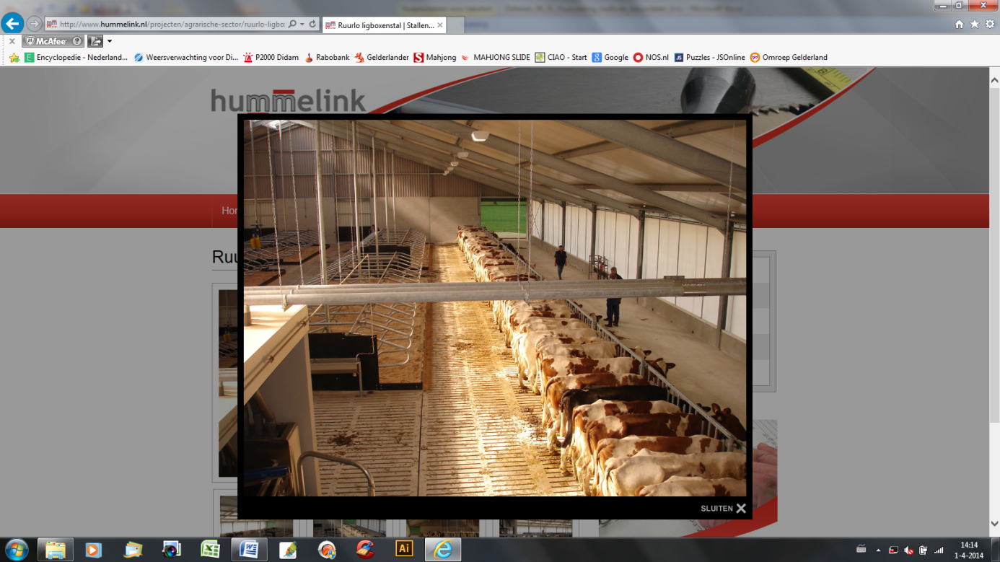 http://www.hummelink.nl/projecten/agrarische-sector/ruurlo-ligbo:
Ruurlo ligboxenstal | Stallen...
McAfee
Encyclopedie - Nederland... Weersverwachting voor Di... P2000 Didam Rabobank Gelderlander Mahjong MAHJONG SLIDE CIAO - Start Google NOS.nl Puzzles - JSOnline Omroep Gelderland
hummelink
Hor
Ruu
SLUITEN
Ai
14:14
1-4-2014